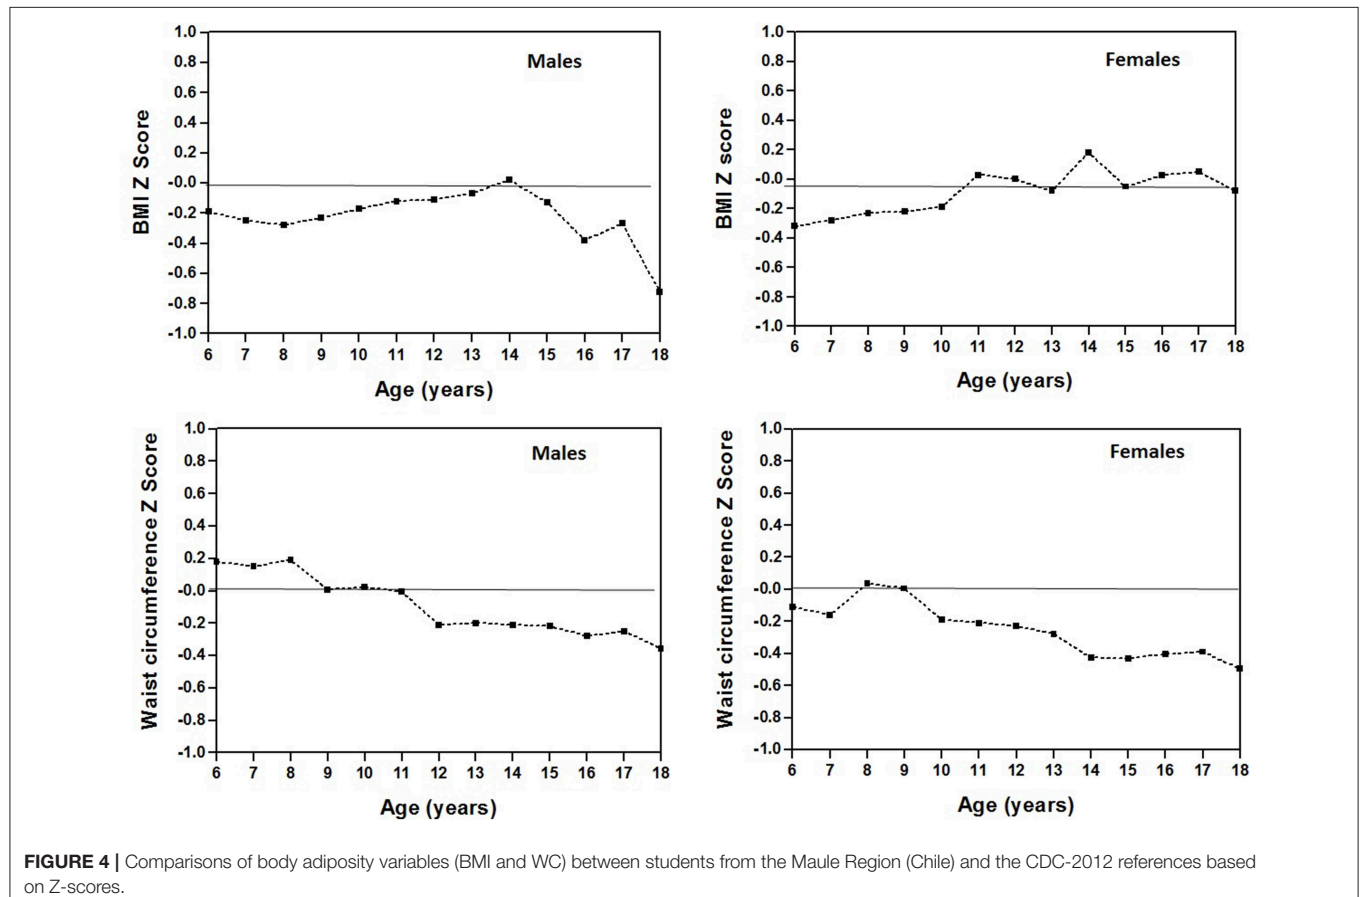 Males
BMI Z Score
1.0
0.8
0.6
0.4
0.2
-0.0
-0.2
-0.4
-0.6
-0.8
-1.0
6 7 8 9 10 11 12 13 14 15 16 17 18
Age (years)
Females
BMI Z score
1.0
0.8
0.6
0.4
0.2
-0.0
-0.2
-0.4
-0.6
-0.8
-1.0
6 7 8 9 10 11 12 13 14 15 16 17 18
Age (years)
Males
Waist circumference Z Score
1.0
0.8
0.6
0.4
0.2
-0.0
-0.2
-0.4
-0.6
-0.8
-1.0
6 7 8 9 10 11 12 13 14 15 16 17 18
Age (years)
Females
Waist circumference Z Score
1.0
0.8
0.6
0.4
0.2
-0.0
-0.2
-0.4
-0.6
-0.8
-1.0
6 7 8 9 10 11 12 13 14 15 16 17 18
Age (years)
FIGURE 4 | Comparisons of body adiposity variables (BMI and WC) between students from the Maule Region (Chile) and the CDC-2012 references based
on Z-scores.